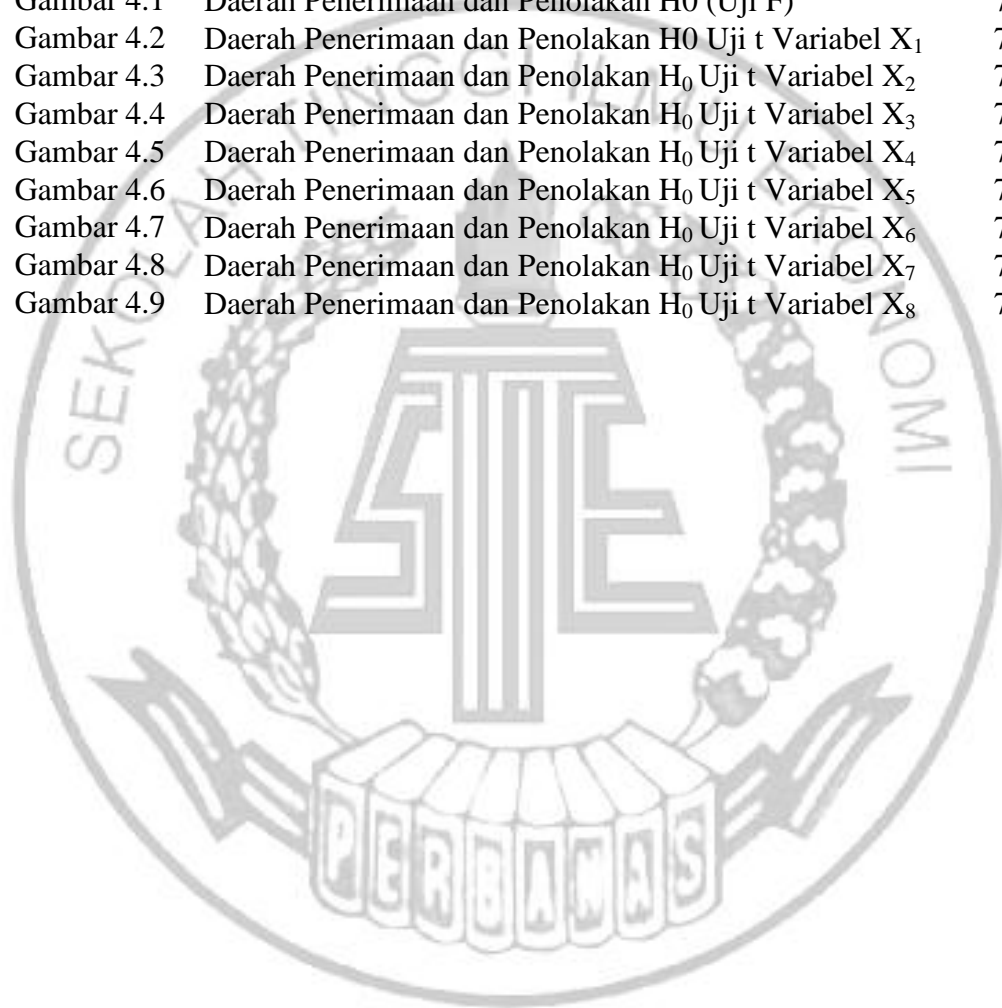 Gambar 4.1 Daerah Penerimaan dan Penolakan H0 (Uji F) 7
Gambar 4.2 Daerah Penerimaan dan Penolakan H0 Uji t Variabel X₁ 7
Gambar 4.3 Daerah Penerimaan dan Penolakan H₀ Uji t Variabel X₂ 7
Gambar 4.4 Daerah Penerimaan dan Penolakan H₀ Uji t Variabel X₃ 7
Gambar 4.5 Daerah Penerimaan dan Penolakan H₀ Uji t Variabel X₄ 7
Gambar 4.6 Daerah Penerimaan dan Penolakan H₀ Uji t Variabel X₅ 7
Gambar 4.7 Daerah Penerimaan dan Penolakan H₀ Uji t Variabel X₆ 7
Gambar 4.8 Daerah Penerimaan dan Penolakan H₀ Uji t Variabel X₇ 7
Gambar 4.9 Daerah Penerimaan dan Penolakan H₀ Uji t Variabel X₈ 7
SEKOLAH TINGGI ILMU EKONOMI
STIE
PERBANAS